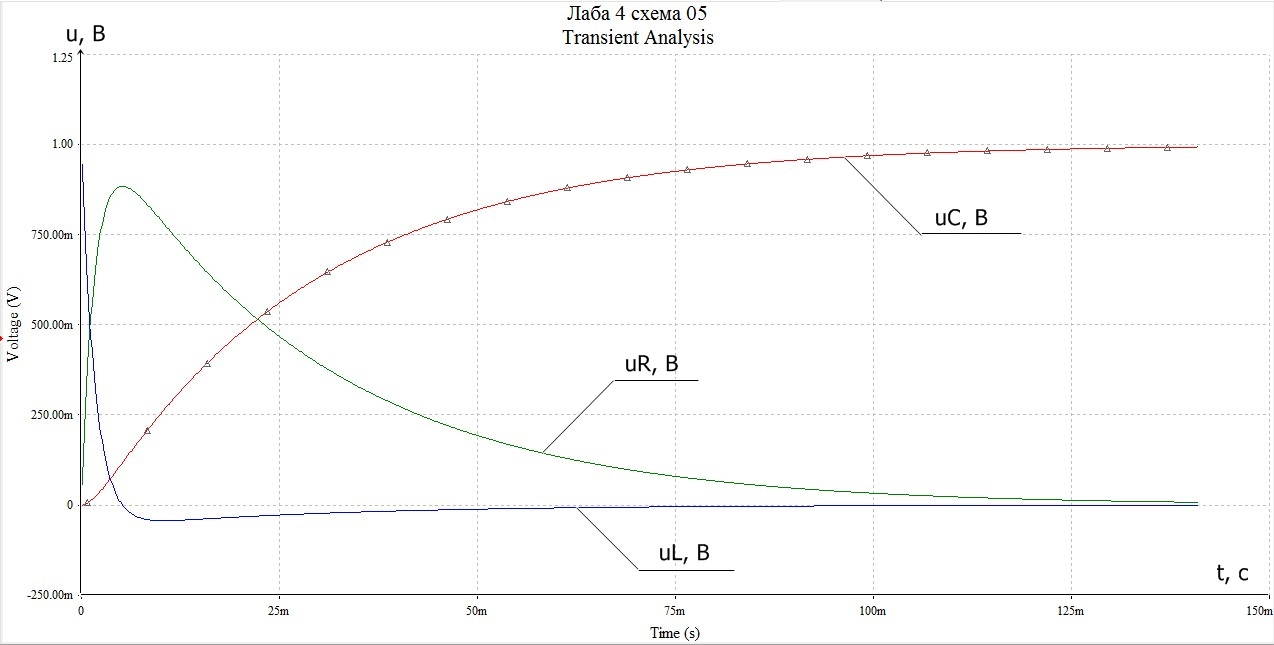 Лаба 4 схема 05
Transient Analysis
u, В
1.25
1.00
750.00m
500.00m
250.00m
0
-250.00m
Voltage (V)
uC, В
uR, В
uL, В
t, с
0
25m
50m
75m
100m
125m
150m
Time (s)